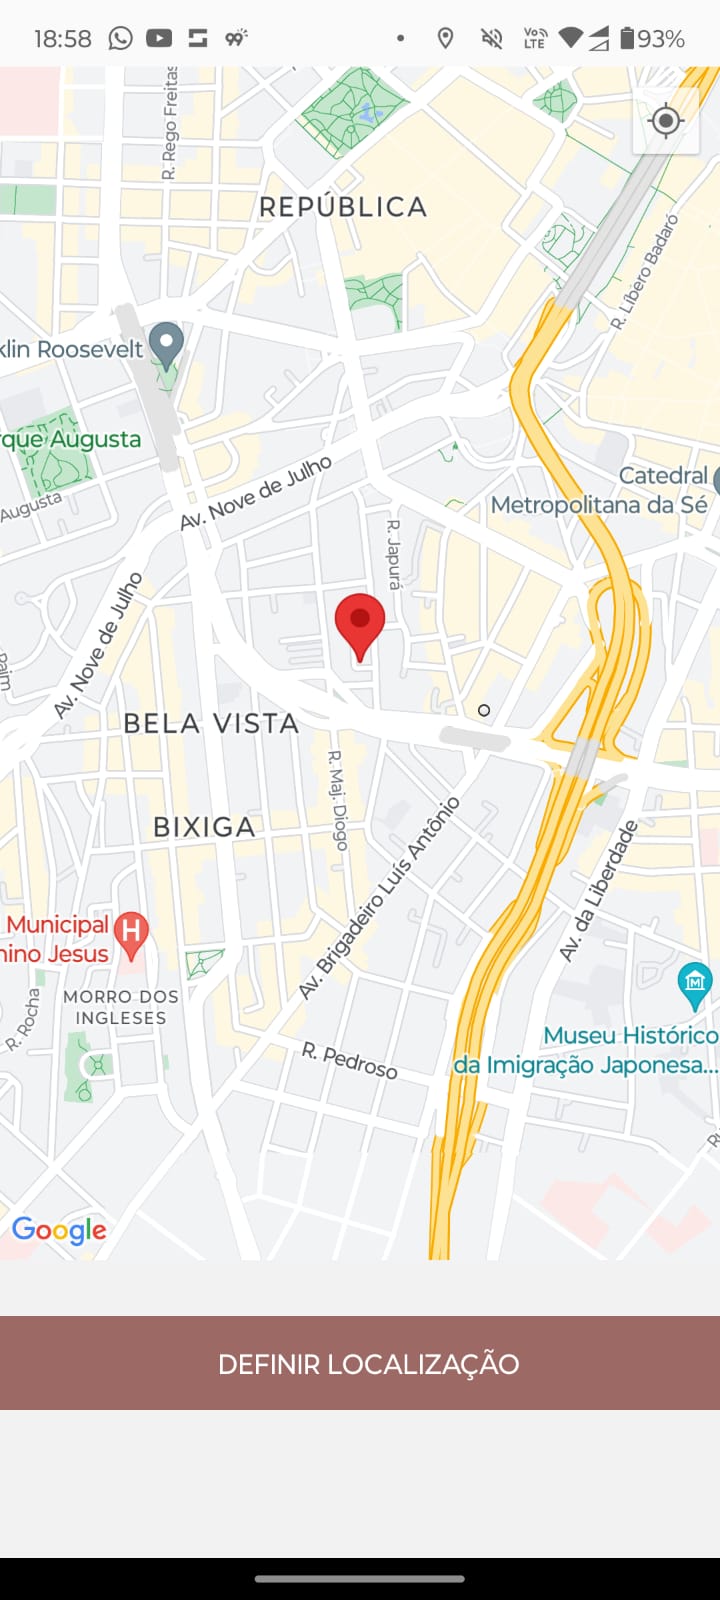 18:58
VoLTE
93%
R. Rego Freitas
REPÚBLICA
R. Líbero Badaró
klin Roosevelt
rque Augusta
Augusta
Av. Nove de Julho
Catedral
Metropolitana da Sé
R. Japurá
Av. Nove de Julho
Paim
BELA VISTA
R. Maj. Diogo
BIXIGA
Av. Brigadeiro Luís Antônio
Av. da Liberdade
H
Municipal
nino Jesus
MORRO DOS
INGLESES
R. Rocha
R. Pedroso
Museu Histórico
da Imigração Japonesa...
Google
DEFINIR LOCALIZAÇÃO